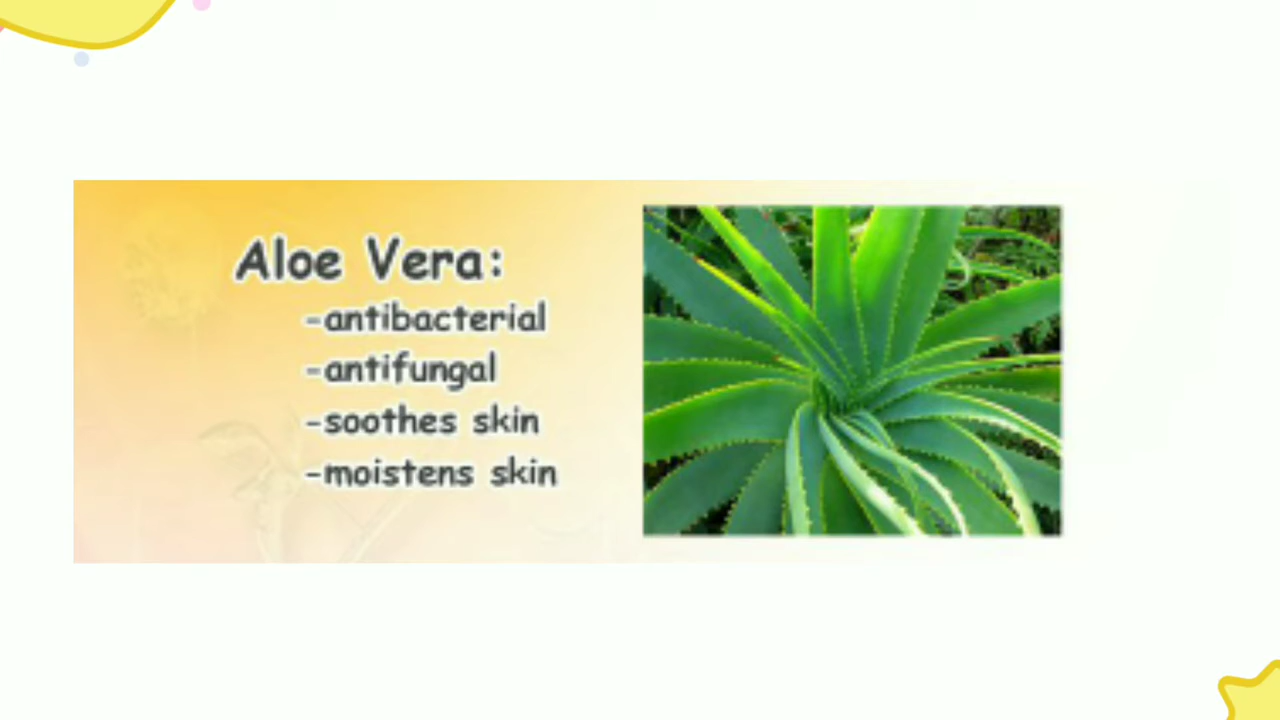 Aloe Vera:
-antibacterial
-antifungal
-soothes skin
-moistens skin